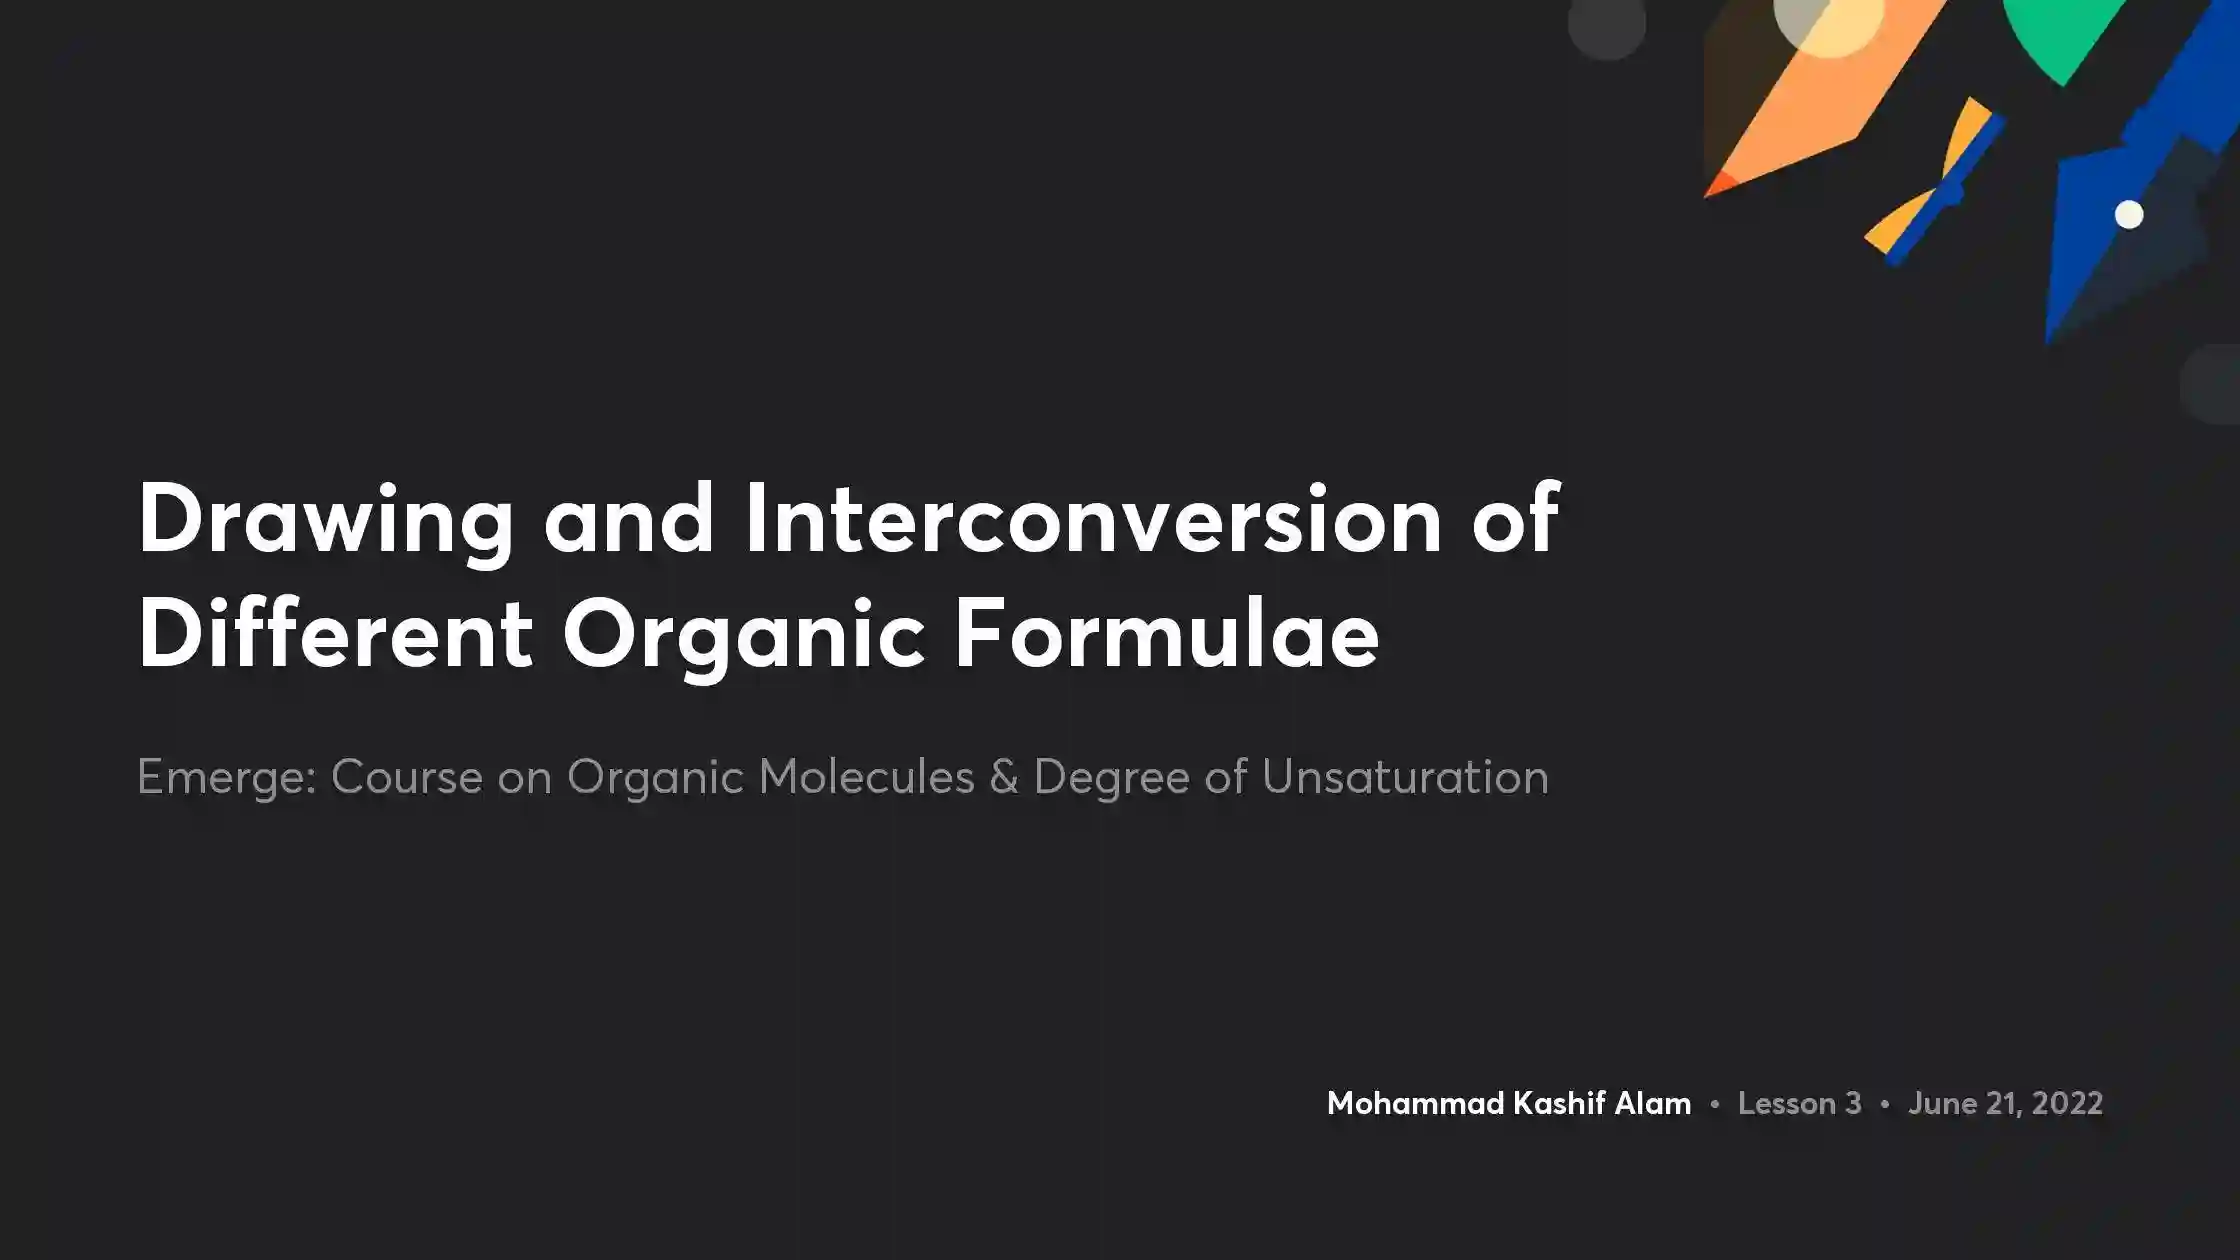 Drawing and Interconversion of
Different Organic Formulae
Emerge: Course on Organic Molecules & Degree of Unsaturation
Mohammad Kashif Alam • Lesson 3 • June 21, 2022